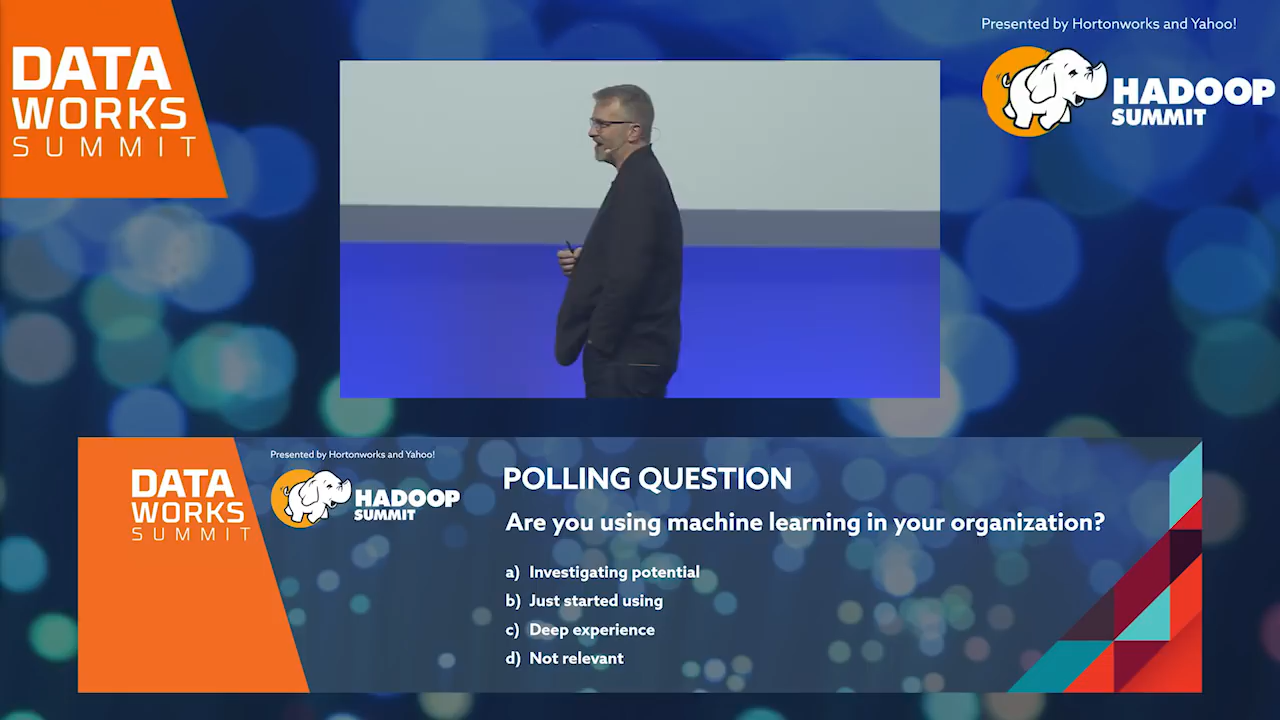 DATA
WORKS
SUMMIT
Presented by Hortonworks and Yahoo!
HADOOP
SUMMIT
DATA
WORKS
SUMMIT
Presented by Hortonworks and Yahoo!
HADOOP
SUMMIT
POLLING QUESTION
Are you using machine learning in your organization?
a) Investigating potential
b) Just started using
c) Deep experience
d) Not relevant